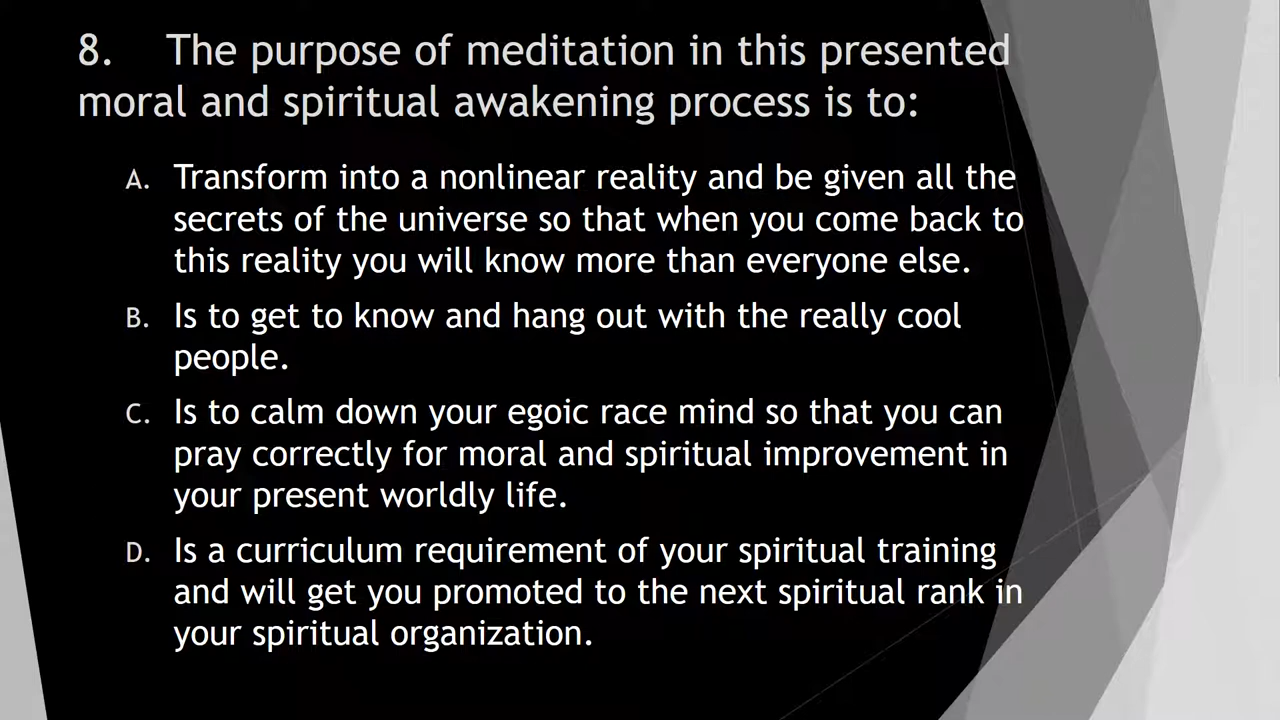 8. The purpose of meditation in this presented
moral and spiritual awakening process is to:
A. Transform into a nonlinear reality and be given all the
secrets of the universe so that when you come back to
this reality you will know more than everyone else.
B. Is to get to know and hang out with the really cool
people.
C. Is to calm down your egoic race mind so that you can
pray correctly for moral and spiritual improvement in
your present worldly life.
D. Is a curriculum requirement of your spiritual training
and will get you promoted to the next spiritual rank in
your spiritual organization.